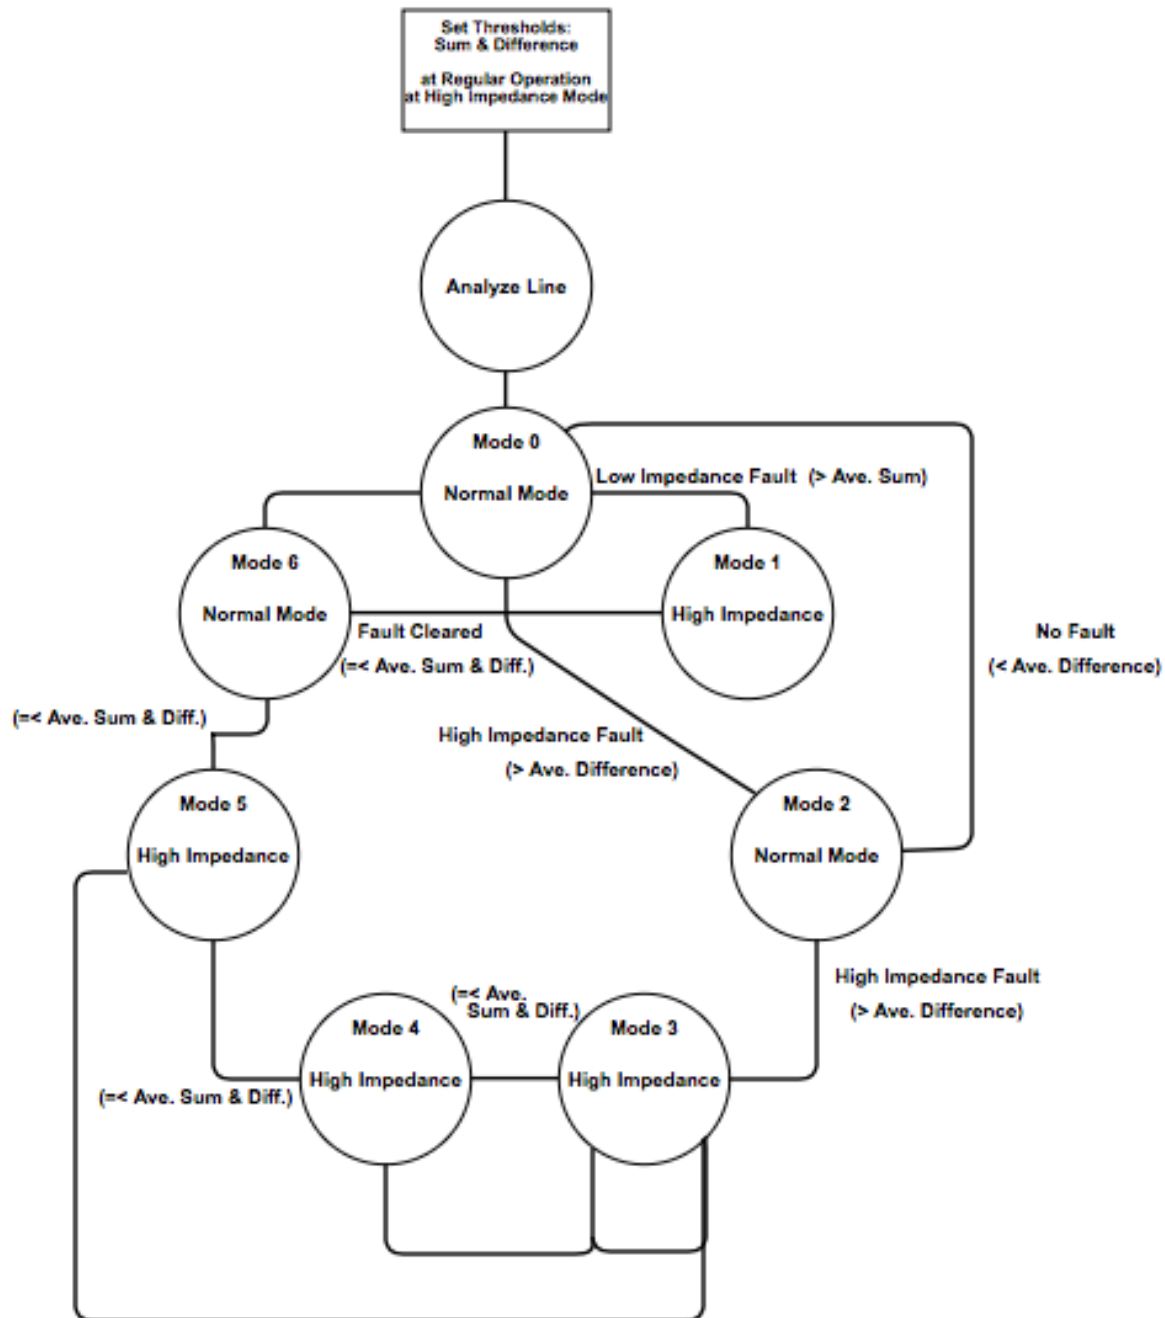 Set Thresholds:
Sum & Difference
at Regular Operation
at High Impedance Mode
Analyze Line
Mode 0
Normal Mode
Low Impedance Fault (> Ave. Sum)
Mode 6
Normal Mode
Mode 1
High Impedance
Fault Cleared
(=< Ave. Sum & Diff.)
No Fault
(< Ave. Difference)
(=< Ave. Sum & Diff.)
High Impedance Fault
(> Ave. Difference)
Mode 5
High Impedance
Mode 2
Normal Mode
High Impedance Fault
(> Ave. Difference)
(=< Ave.
Sum & Diff.)
Mode 4
High Impedance
Mode 3
High Impedance
(=< Ave. Sum & Diff.)